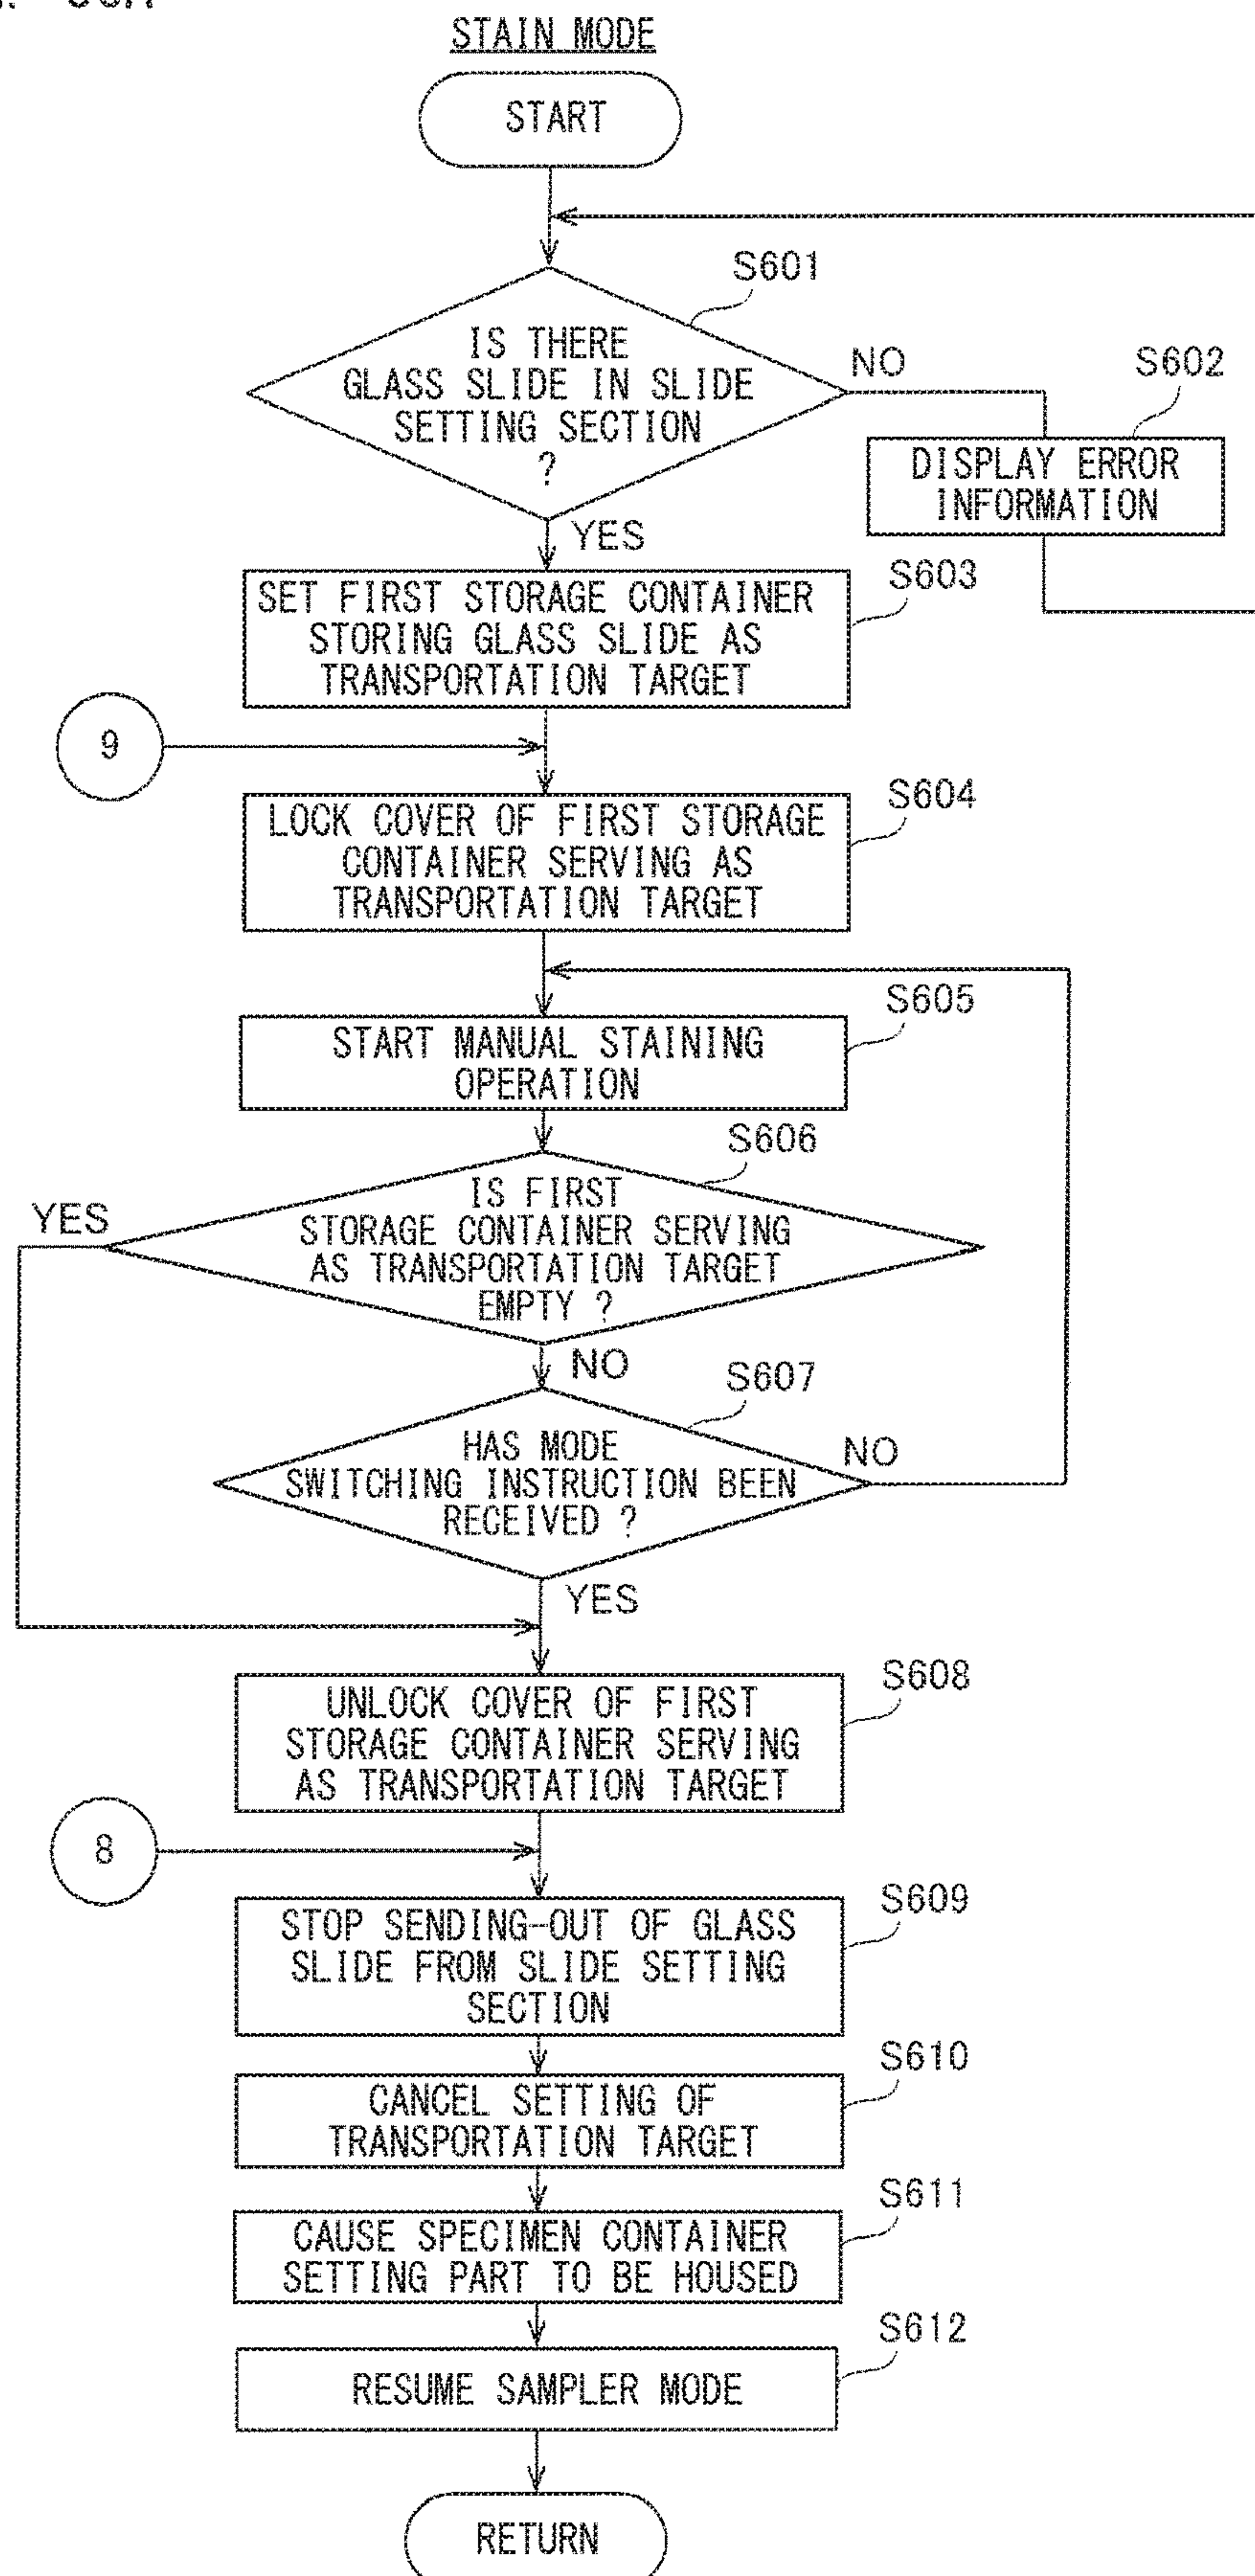 STAIN MODE
START
S601
IS THERE
GLASS SLIDE IN SLIDE
SETTING SECTION
?
NO
S602
DISPLAY ERROR
INFORMATION
YES
S603
SET FIRST STORAGE CONTAINER
STORING GLASS SLIDE AS
TRANSPORTATION TARGET
9
S604
LOCK COVER OF FIRST STORAGE
CONTAINER SERVING AS
TRANSPORTATION TARGET
S605
START MANUAL STAINING
OPERATION
S606
IS FIRST
STORAGE CONTAINER SERVING
AS TRANSPORTATION TARGET
EMPTY ?
YES
NO
S607
HAS MODE
SWITCHING INSTRUCTION BEEN
RECEIVED ?
NO
YES
S608
UNLOCK COVER OF FIRST
STORAGE CONTAINER SERVING
AS TRANSPORTATION TARGET
8
S609
STOP SENDING-OUT OF GLASS
SLIDE FROM SLIDE SETTING
SECTION
S610
CANCEL SETTING OF
TRANSPORTATION TARGET
S611
CAUSE SPECIMEN CONTAINER
SETTING PART TO BE HOUSED
S612
RESUME SAMPLER MODE
RETURN